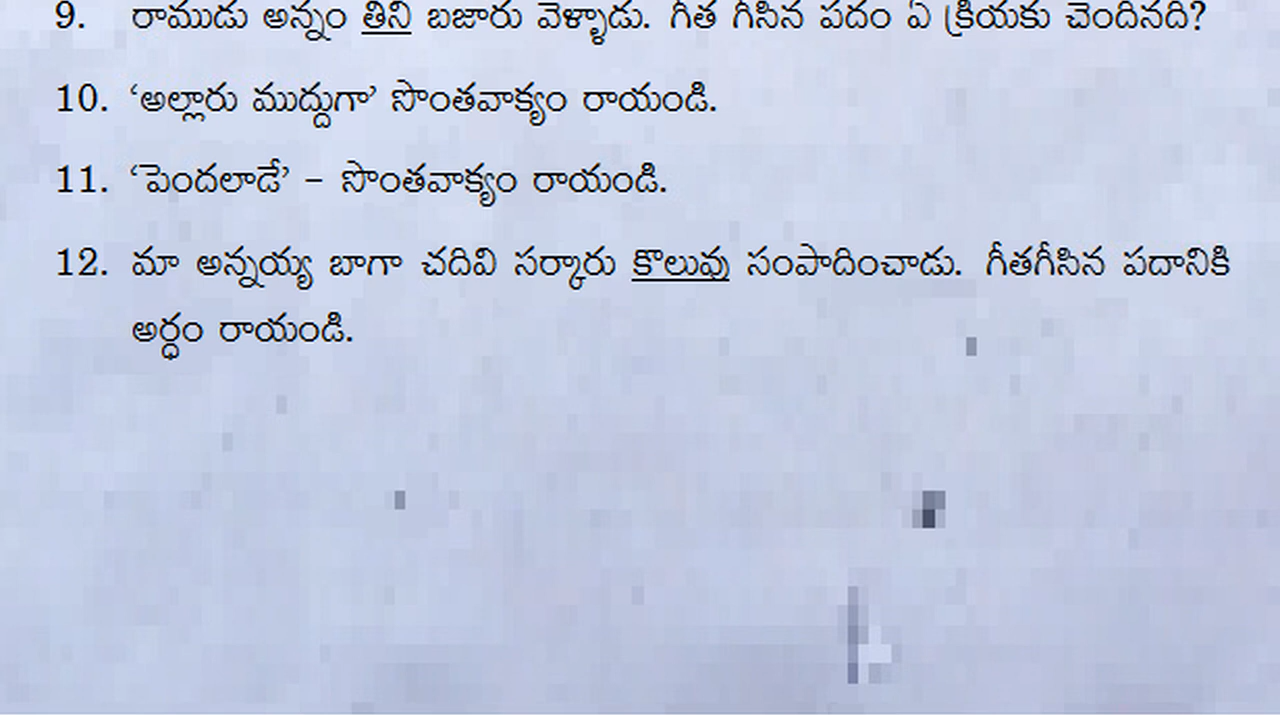 9. రాముడు అన్నం తిని బజారు వెళ్ళాడు. గీత గీసిన పదం ఏ క్రియకు చెందినది?
10. ‘అల్లారు ముద్దుగా’ సొంతవాక్యం రాయండి.
11. ‘పెందలాడే’ – సొంతవాక్యం రాయండి.
12. మా అన్నయ్య బాగా చదివి సర్కారు కొలువు సంపాదించాడు. గీతగీసిన పదానికి
అర్ధం రాయండి.